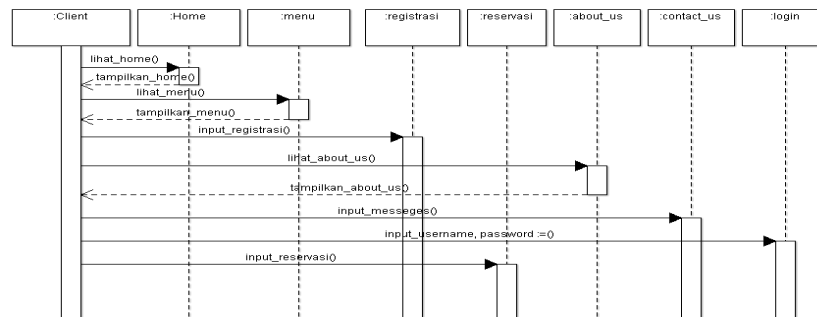 :Client
:Home
:menu
:registrasi
:reservasi
:about_us
:contact_us
:login
lihat_home()
tampilkan_home()
lihat_menu()
tampilkan_menu()
input_registrasi()
lihat_about_us()
tampilkan_about_us()
input_messeges()
input_username, password :=()
input_reservasi()